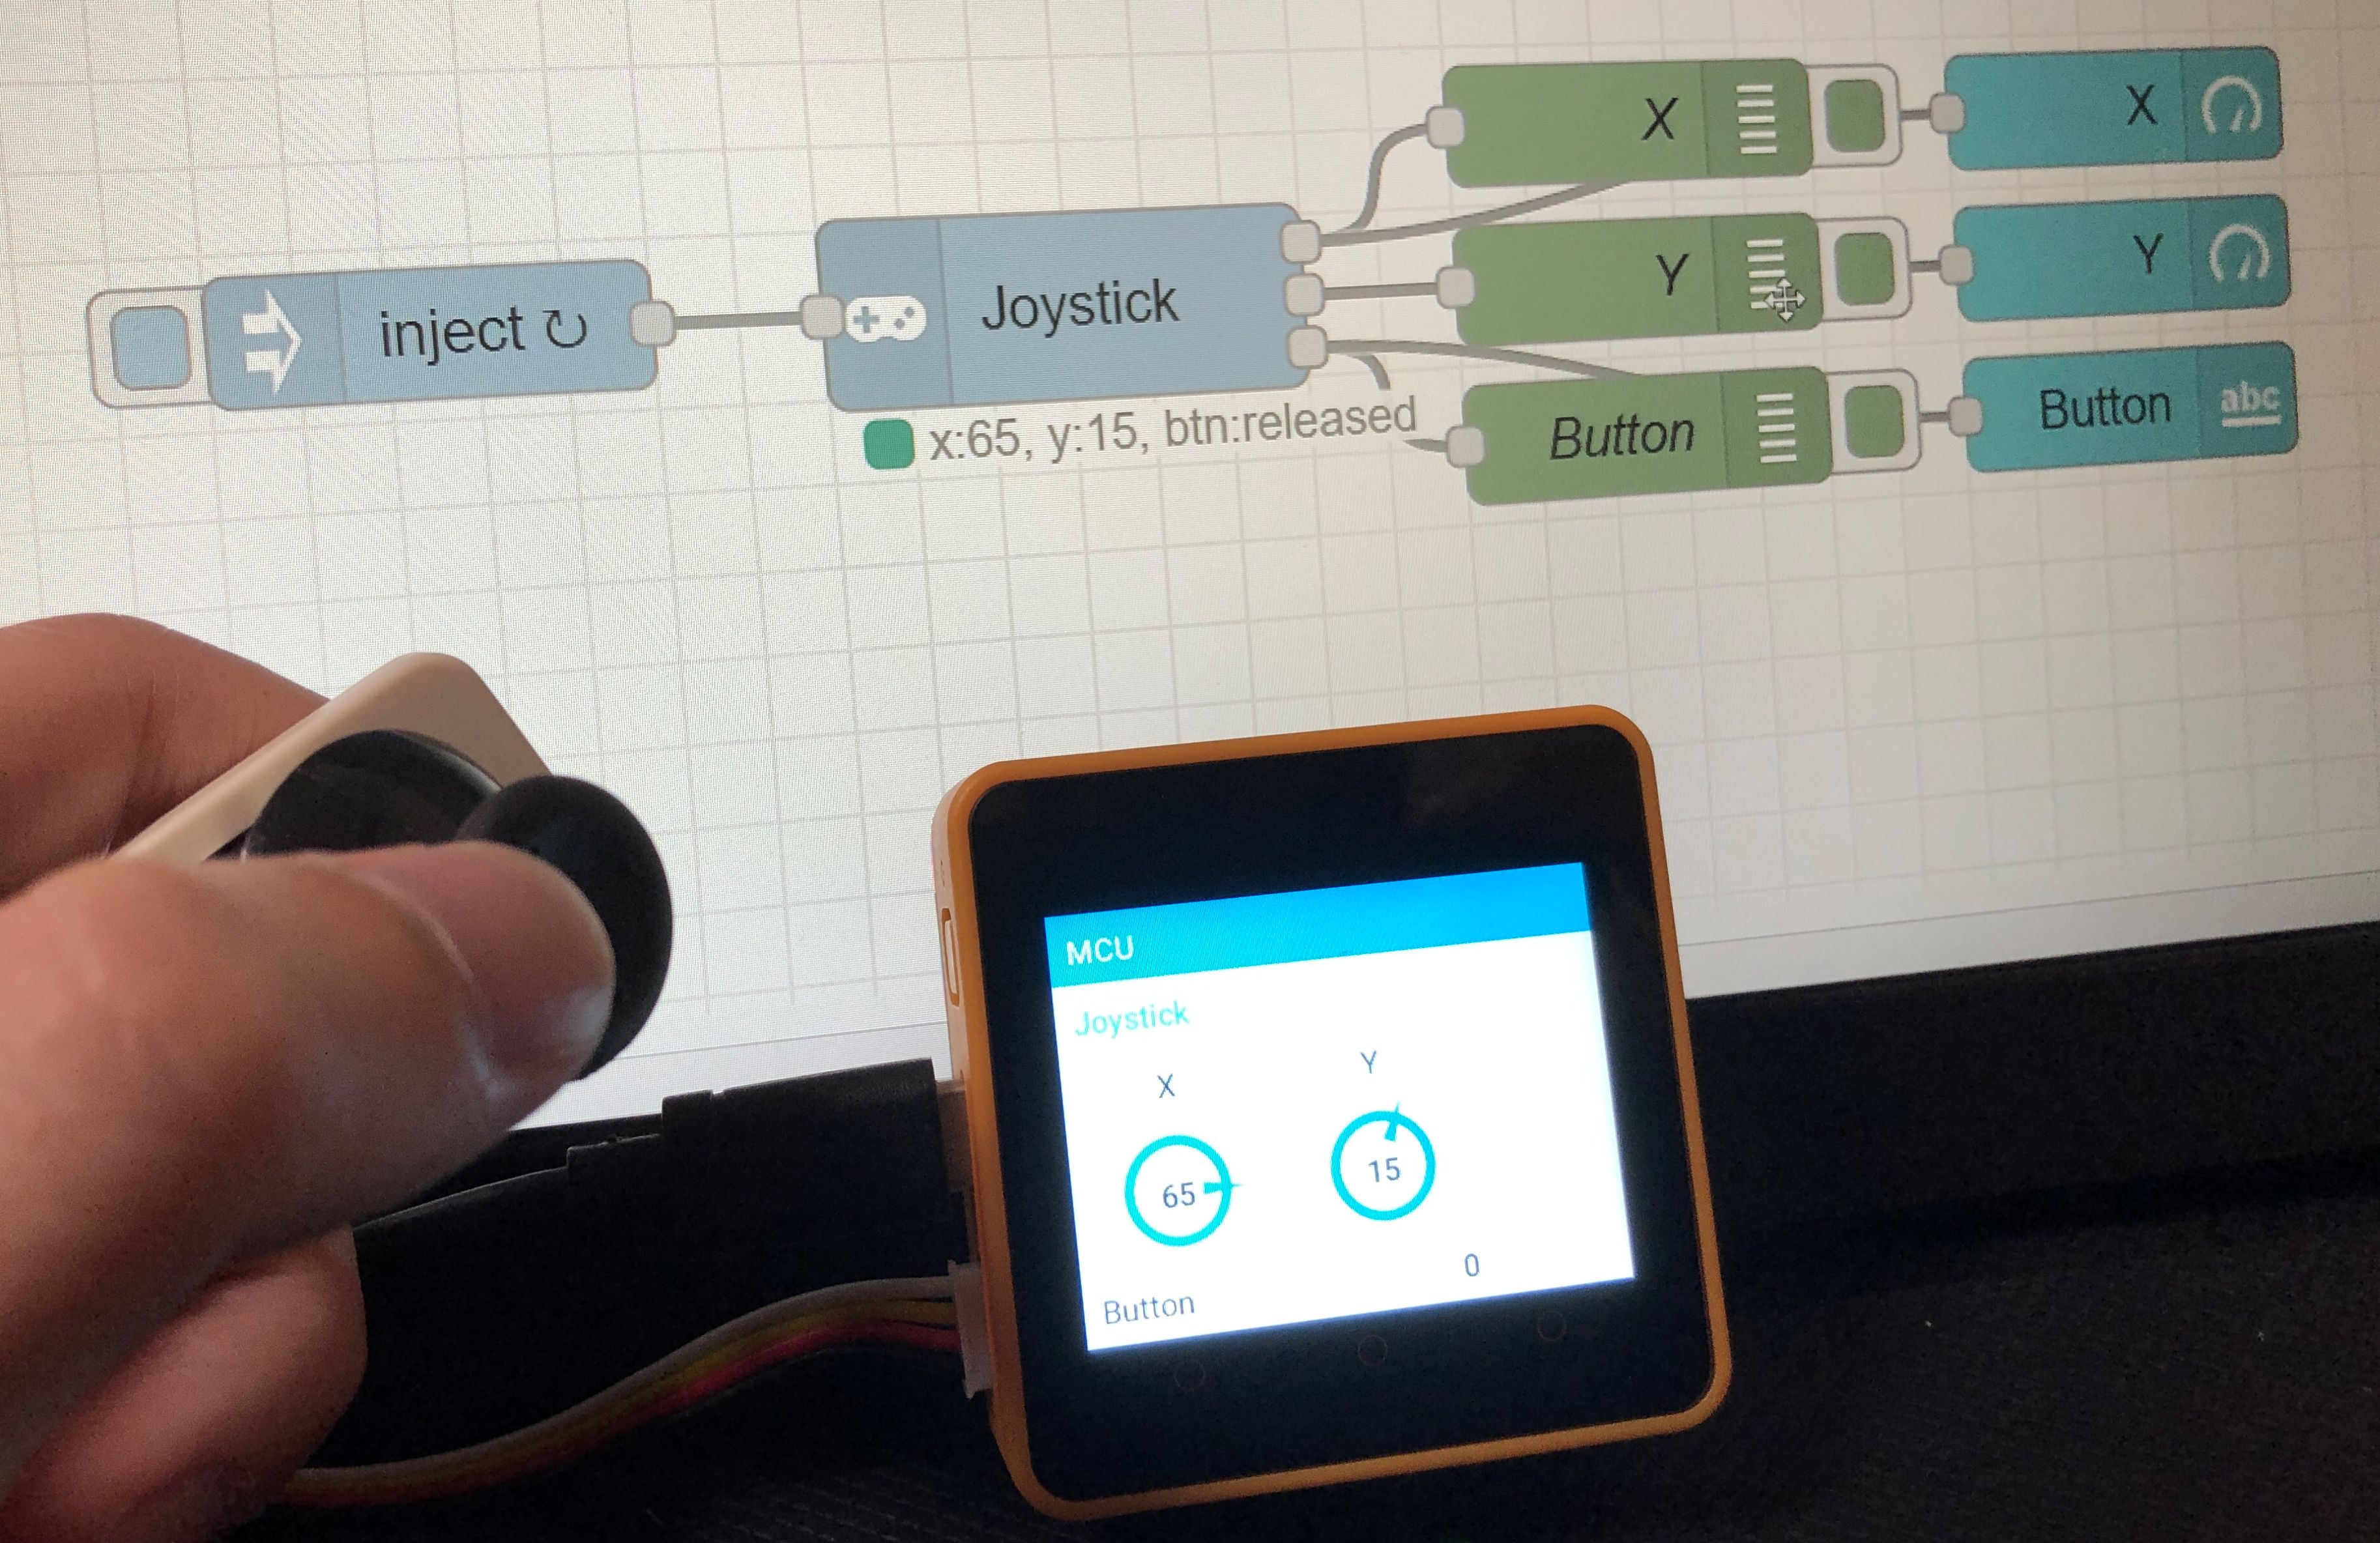 inject ↻
Joystick
x:65, y:15, btn:released
X
Y
Button
X
Y
Button
abc
MCU
Joystick
X
Y
65
15
Button
0